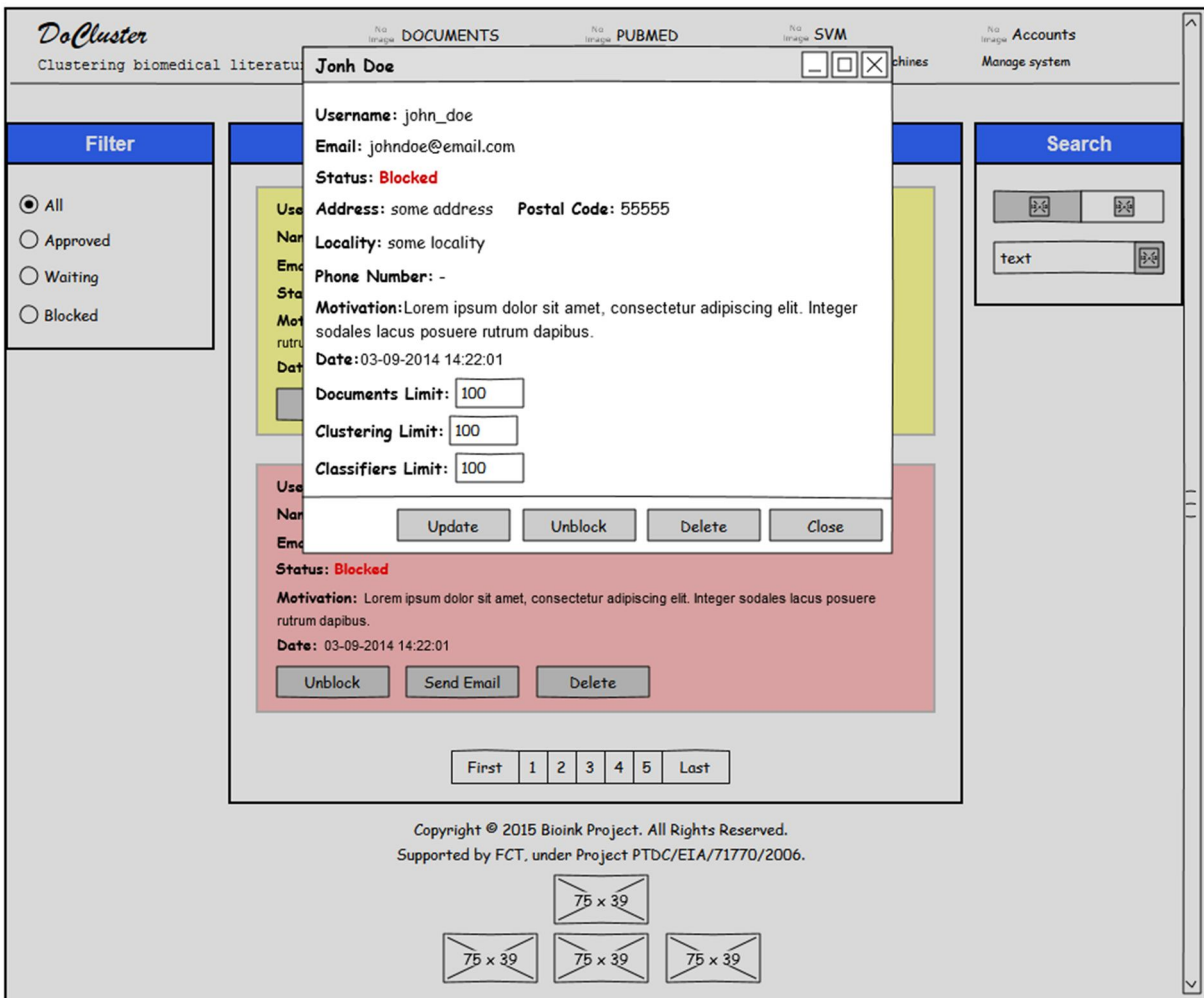 DoCluster
Clustering biomedical
No Image DOCUMENTS
No Image PUBMED
No Image SVM
No Image Accounts
Manage system
Filter
All
Approved
Waiting
Blocked
Jonh Doe
Username: john_doe
Email: johndoe@email.com
Status: Blocked
Address: some address Postal Code: 55555
Locality: some locality
Phone Number: -
Motivation:Lorem ipsum dolor sit amet, consectetur adipiscing elit. Integer
sodales lacus posuere rutrum dapibus.
Date:03-09-2014 14:22:01
Documents Limit: 100
Clustering Limit: 100
Classifiers Limit: 100
Update Unblock Delete Close
Status: Blocked
Motivation: Lorem ipsum dolor sit amet, consectetur adipiscing elit. Integer sodales lacus posuere
rutrum dapibus.
Date: 03-09-2014 14:22:01
Unblock Send Email Delete
First 1 2 3 4 5 Last
Search
text
Copyright © 2015 Bioink Project. All Rights Reserved.
Supported by FCT, under Project PTDC/EIA/71770/2006.
75 x 39
75 x 39 75 x 39 75 x 39